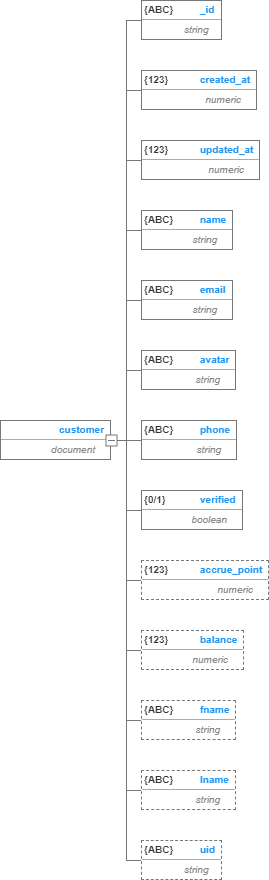 {ABC} _id
string
{123} created_at
numeric
{123} updated_at
numeric
{ABC} name
string
{ABC} email
string
{ABC} avatar
string
customer
document
{ABC} phone
string
{0/1} verified
boolean
{123} accrue_point
numeric
{123} balance
numeric
{ABC} fname
string
{ABC} lname
string
{ABC} uid
string